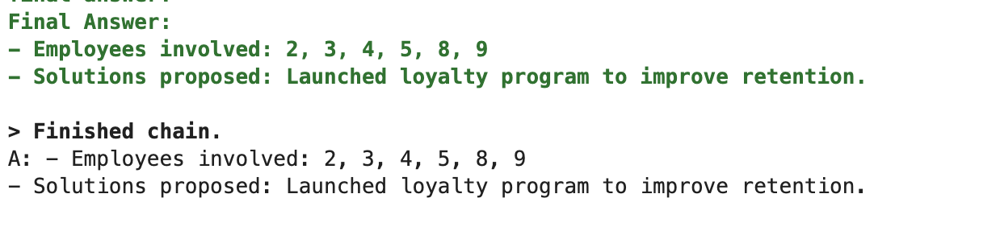 Final Answer:
– Employees involved: 2, 3, 4, 5, 8, 9
– Solutions proposed: Launched loyalty program to improve retention.
> Finished chain.
A: – Employees involved: 2, 3, 4, 5, 8, 9
– Solutions proposed: Launched loyalty program to improve retention.